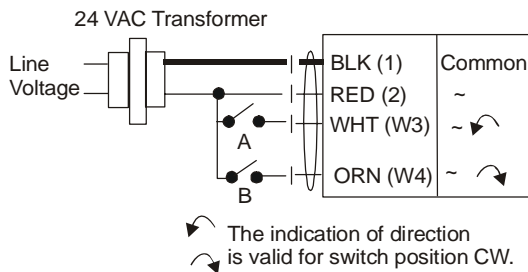 24 VAC Transformer
Line
Voltage
BLK (1) Common
RED (2) ~
WHT (W3) ~
A
ORN (W4) ~
B
The indication of direction
is valid for switch position CW.